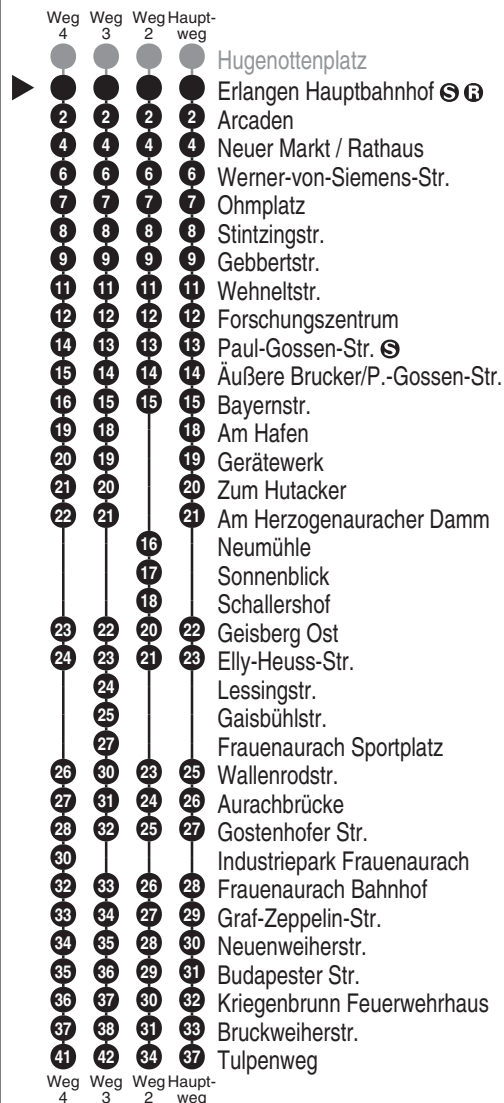 Weg Weg Weg Haupt-
4 3 2 weg
Hugenottenplatz
Erlangen Hauptbahnhof S R
2 2 2 2 Arcaden
4 4 4 4 Neuer Markt / Rathaus
6 6 6 6 Werner-von-Siemens-Str.
7 7 7 7 Ohmplatz
8 8 8 8 Stintzingstr.
9 9 9 9 Gebbertstr.
11 11 11 11 Wehneltstr.
12 12 12 12 Forschungszentrum
14 13 13 13 Paul-Gossen-Str. S
15 14 14 14 Äußere Brucker/P.-Gossen-Str.
16 15 15 15 Bayernstr.
19 18 18 Am Hafen
20 19 19 Gerätewerk
21 20 20 Zum Hutacker
22 21 21 Am Herzogenauracher Damm
16 Neumühle
17 Sonnenblick
18 Schallershof
23 22 20 22 Geisberg Ost
24 23 21 23 Elly-Heuss-Str.
24 Lessingstr.
25 Gaisbühlstr.
27 Frauenaurach Sportplatz
26 30 23 25 Wallenrodstr.
27 31 24 26 Aurachbrücke
28 32 25 27 Gostenhofer Str.
30 Industriepark Frauenaurach
32 33 26 28 Frauenaurach Bahnhof
33 34 27 29 Graf-Zeppelin-Str.
34 35 28 30 Neuenweiherstr.
35 36 29 31 Budapester Str.
36 37 30 32 Kriegenbrunn Feuerwehrhaus
37 38 31 33 Bruckweiherstr.
41 42 34 37 Tulpenweg
Weg Weg Weg Haupt-
4 3 2 weg